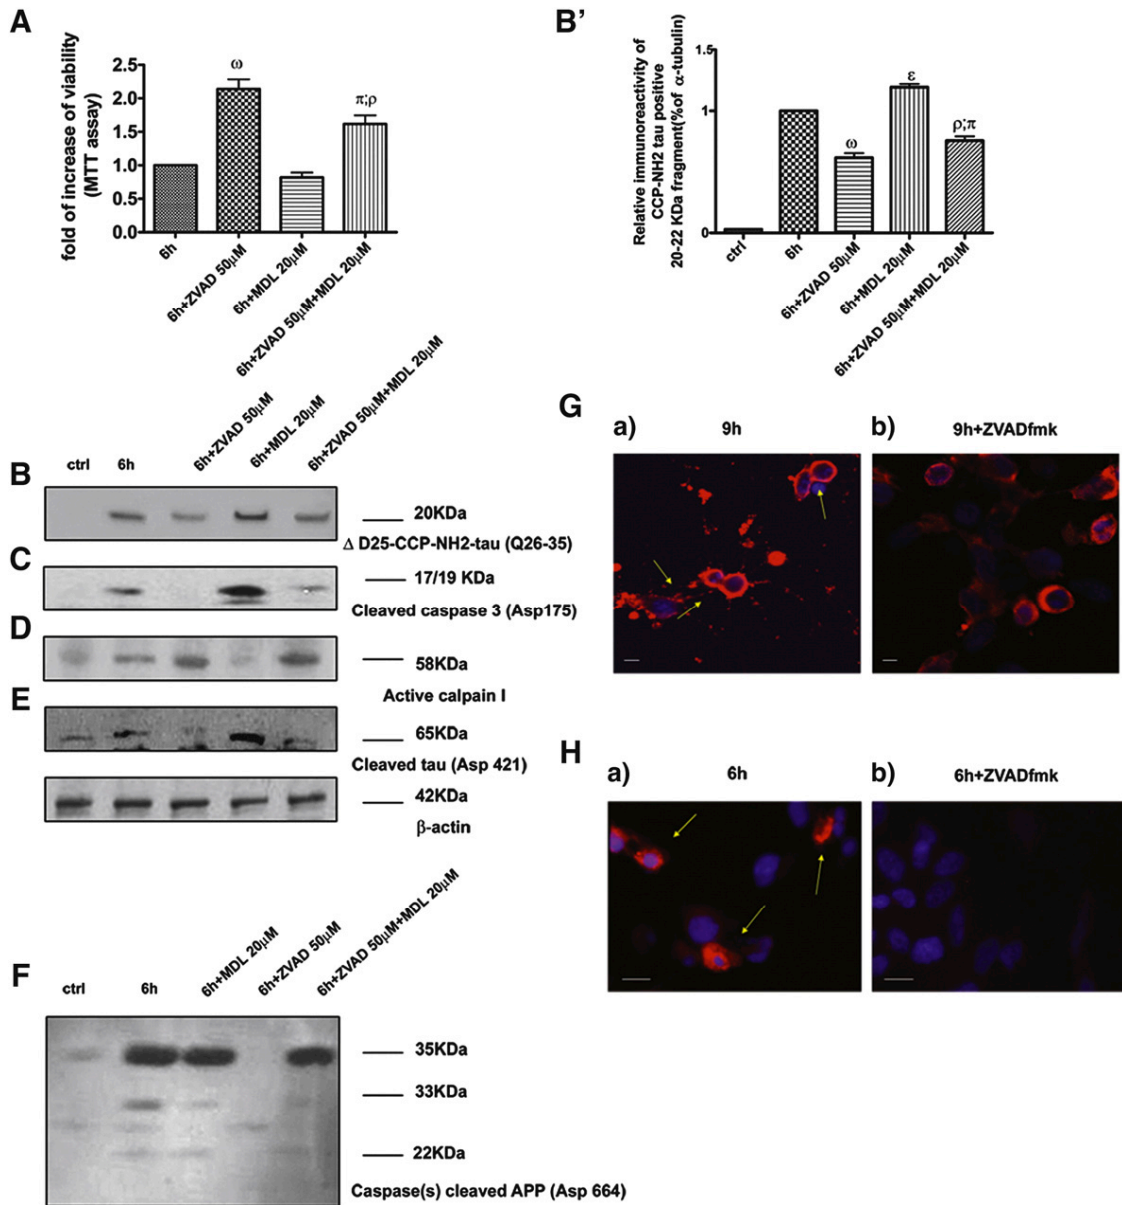 A
fold of increase of viability
(MTT assay)
2.5
2.0
1.5
1.0
0.5
0.0
ω
π;ρ
6h
6h+ZVAD 50μM
6h+MDL 20μM
6h+ZVAD 50μM+MDL 20μM
B’
Relative immunoreactivity of
CCP-NH2 tau positive
20-22 KDa fragment(%of α-tubulin)
1.5
1
0
ω
ε
ρ;π
ctrl
6h
6h+ZVAD 50μM
6h+MDL 20μM
6h+ZVAD 50μM+MDL 20μM
ctrl
6h
6h+ZVAD 50μM
6h+MDL 20μM
6h+ZVAD 50μM+MDL 20μM
B
20KDa
Δ D25-CCP-NH2-tau (Q26-35)
C
17/19 KDa
Cleaved caspase 3 (Asp175)
D
58KDa
Active calpain I
E
65KDa
Cleaved tau (Asp 421)
42KDa
β-actin
F
ctrl
6h
6h+MDL 20μM
6h+ZVAD 50μM
6h+ZVAD 50μM+MDL 20μM
35KDa
33KDa
22KDa
Caspase(s) cleaved APP (Asp 664)
G
a)
9h
b)
9h+ZVADfmk
H
a)
6h
b)
6h+ZVADfmk